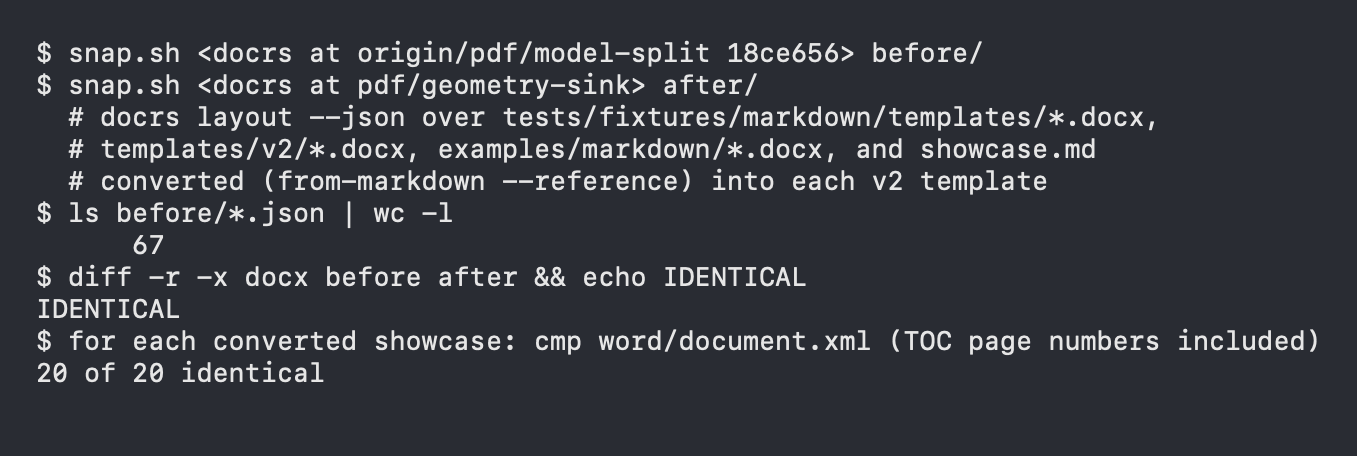 $ snap.sh <docrs at origin/pdf/model-split 18ce656> before/
$ snap.sh <docrs at pdf/geometry-sink> after/
  # docrs layout --json over tests/fixtures/markdown/templates/*.docx,
  # templates/v2/*.docx, examples/markdown/*.docx, and showcase.md
  # converted (from-markdown --reference) into each v2 template
$ ls before/*.json | wc -l
      67
$ diff -r -x docx before after && echo IDENTICAL
IDENTICAL
$ for each converted showcase: cmp word/document.xml (TOC page numbers included)
20 of 20 identical